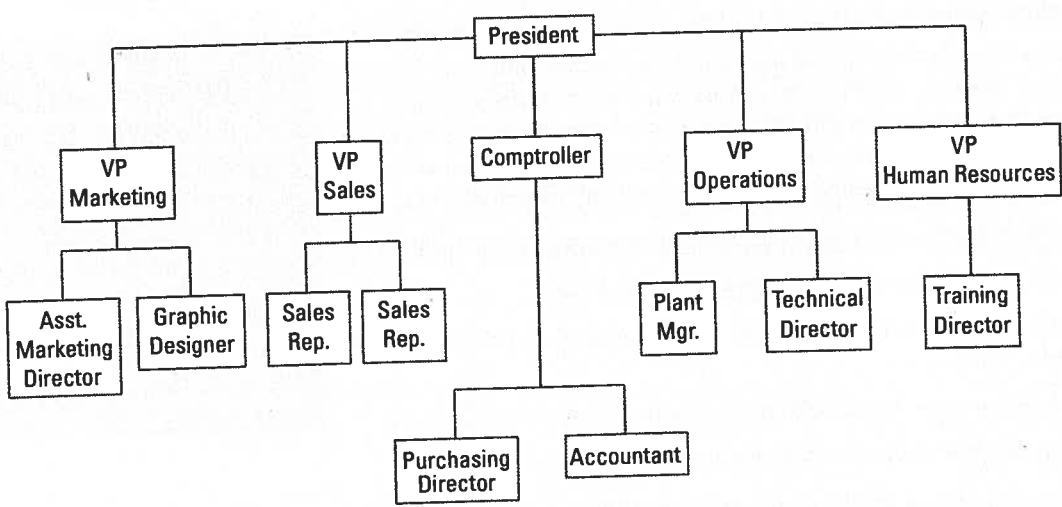 President
VP
Marketing
VP
Sales
Comptroller
VP
Operations
VP
Human Resources
Asst.
Marketing
Director
Graphic
Designer
Sales
Rep.
Sales
Rep.
Plant
Mgr.
Technical
Director
Training
Director
Purchasing
Director
Accountant